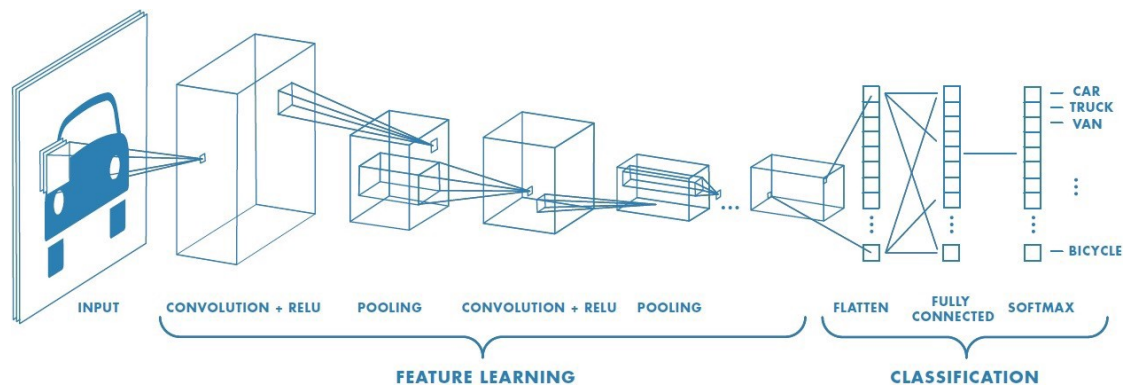 CAR
TRUCK
VAN
BICYCLE
INPUT
CONVOLUTION + RELU
POOLING
CONVOLUTION + RELU
POOLING
FLATTEN
FULLY
CONNECTED
SOFTMAX
FEATURE LEARNING
CLASSIFICATION